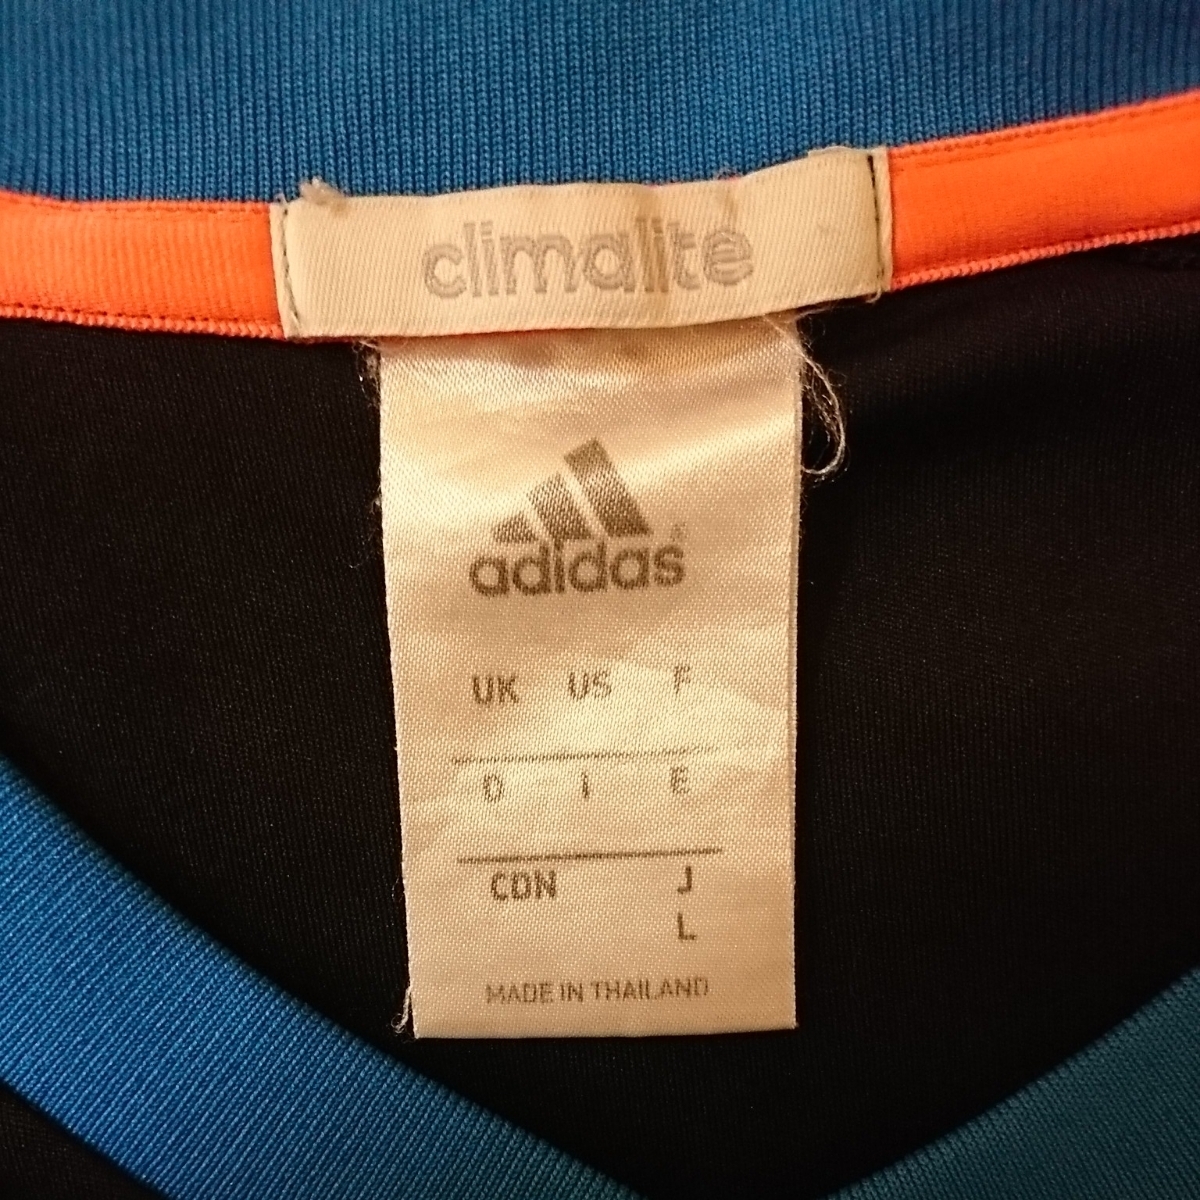 climalite
adidas
UK US F
D I E
CDN J
L
MADE IN THAILAND